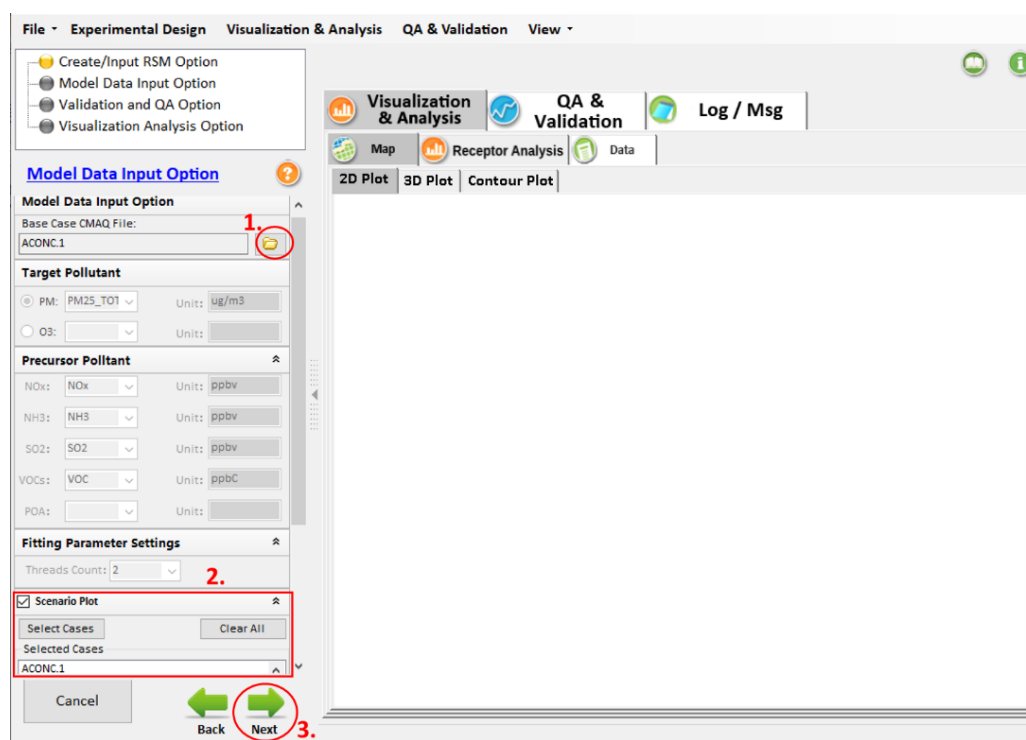 File Experimental Design Visualization & Analysis QA & Validation View
Create/Input RSM Option
Model Data Input Option
Validation and QA Option
Visualization Analysis Option
Visualization & Analysis
QA & Validation
Log / Msg
Map Receptor Analysis Data
2D Plot 3D Plot Contour Plot
Model Data Input Option ?
Model Data Input Option
Base Case CMAQ File:
1.
ACONC.1
Target Pollutant
PM: PM25_TOT Unit: ug/m3
O3: Unit:
Precursor Polltant
NOx: NOx Unit: ppbv
NH3: NH3 Unit: ppbv
SO2: SO2 Unit: ppbv
VOCs: VOC Unit: ppbC
POA: Unit:
Fitting Parameter Settings
Threads Count: 2
2.
Scenario Plot
Select Cases Clear All
Selected Cases
ACONC.1
Cancel
Back Next 3.